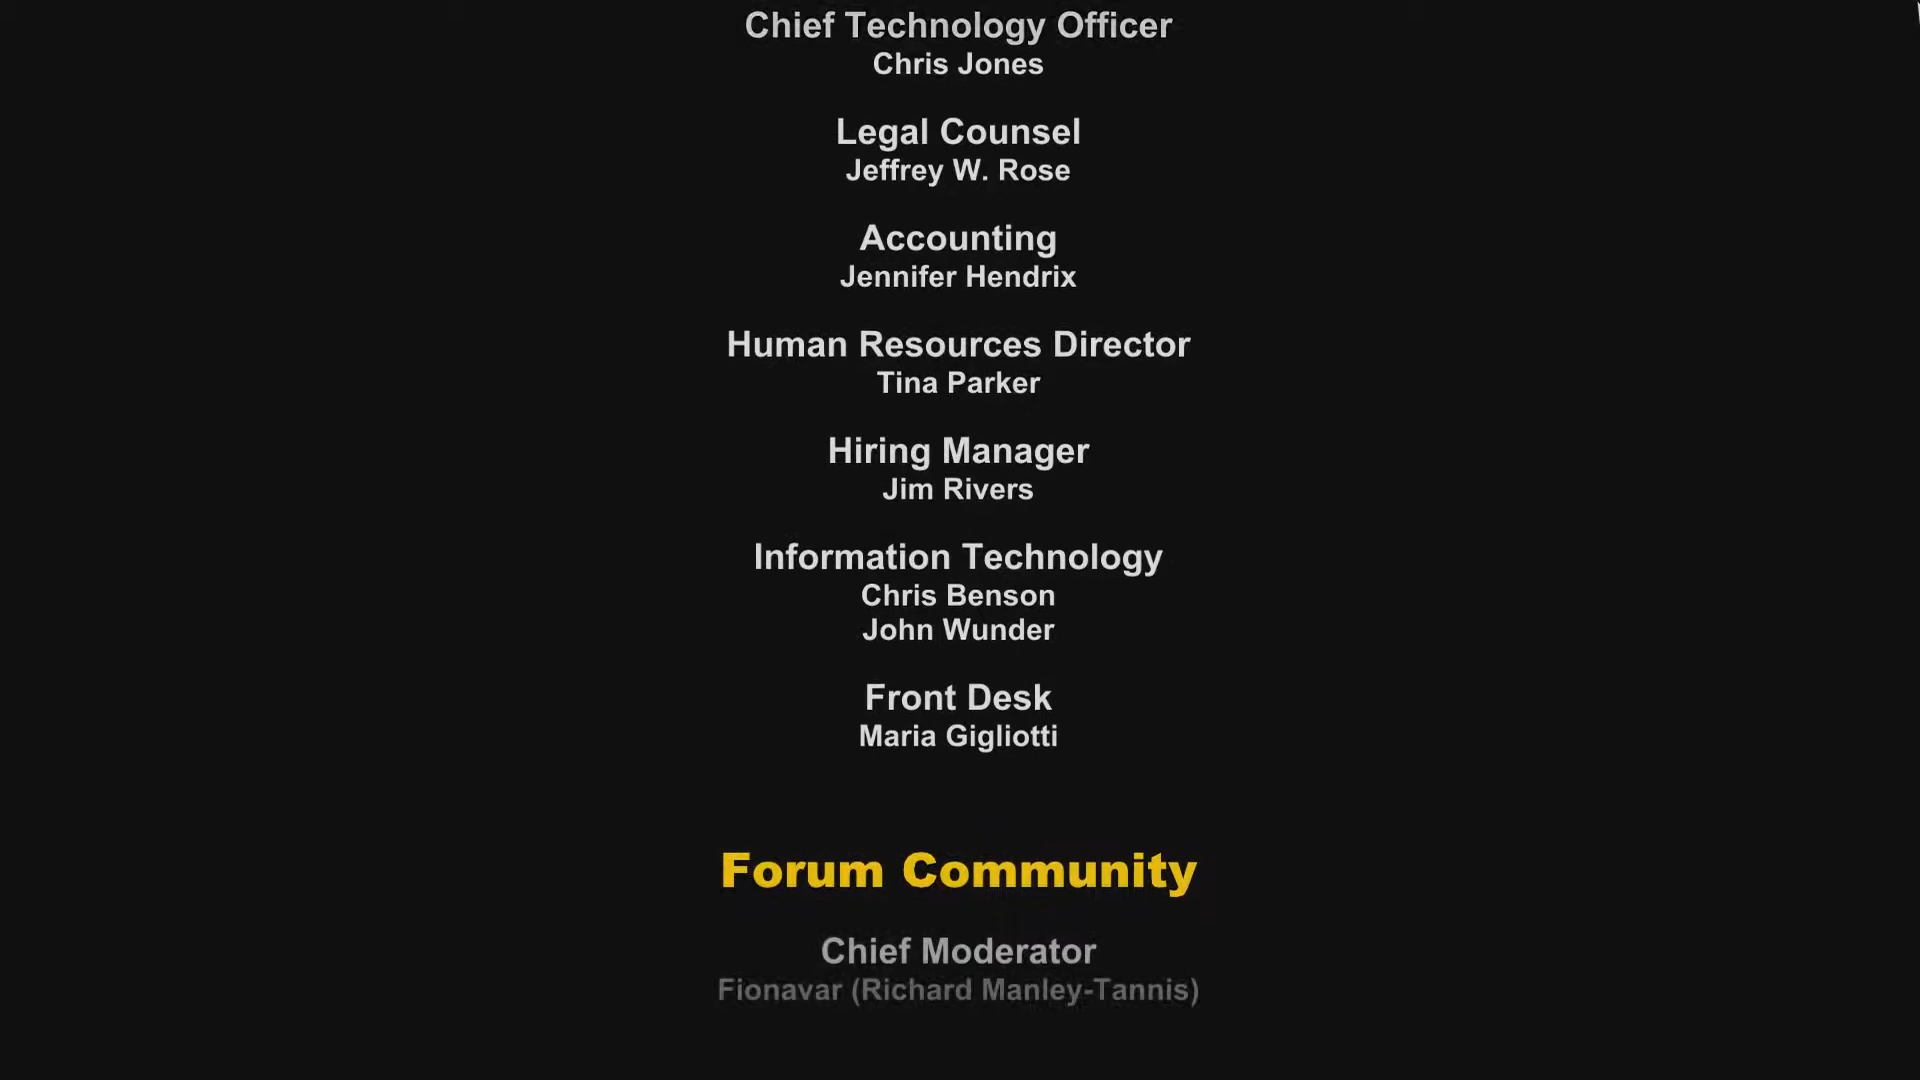 Chief Technology Officer
Chris Jones
Legal Counsel
Jeffrey W. Rose
Accounting
Jennifer Hendrix
Human Resources Director
Tina Parker
Hiring Manager
Jim Rivers
Information Technology
Chris Benson
John Wunder
Front Desk
Maria Gigliotti
Forum Community
Chief Moderator
Fionavar (Richard Manley-Tannis)